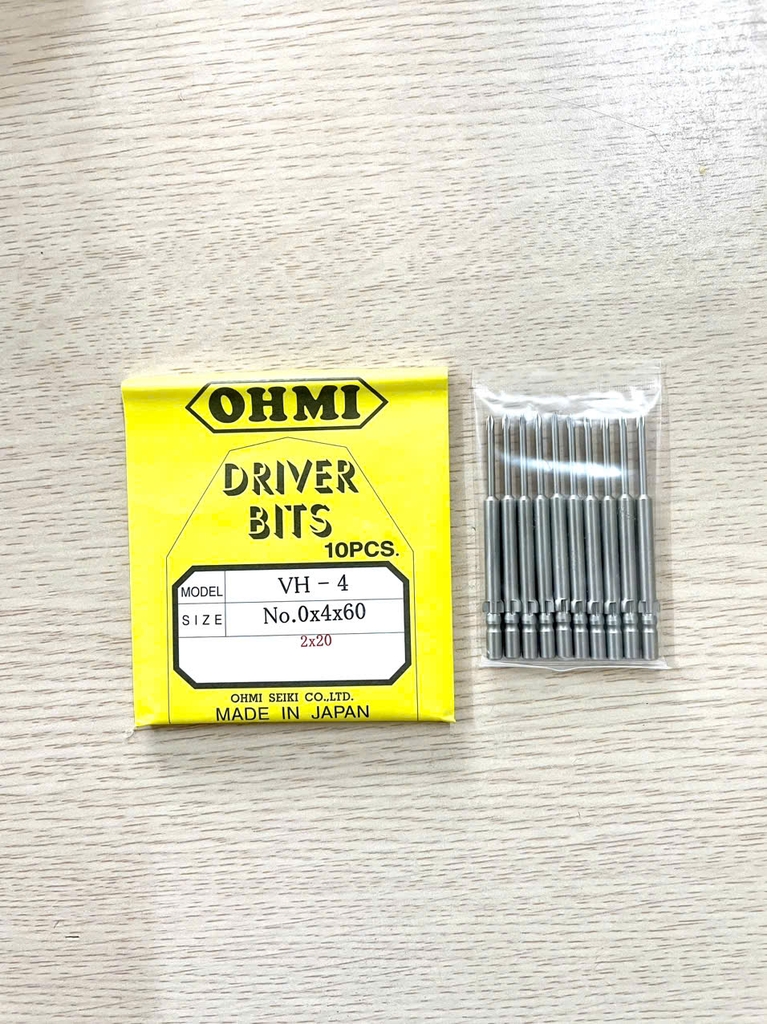 OHMI
DRIVER
BITS
10PCS.
MODEL VH - 4
SIZE No.0x4x60
2x20
OHMI SEIKI CO.,LTD.
MADE IN JAPAN